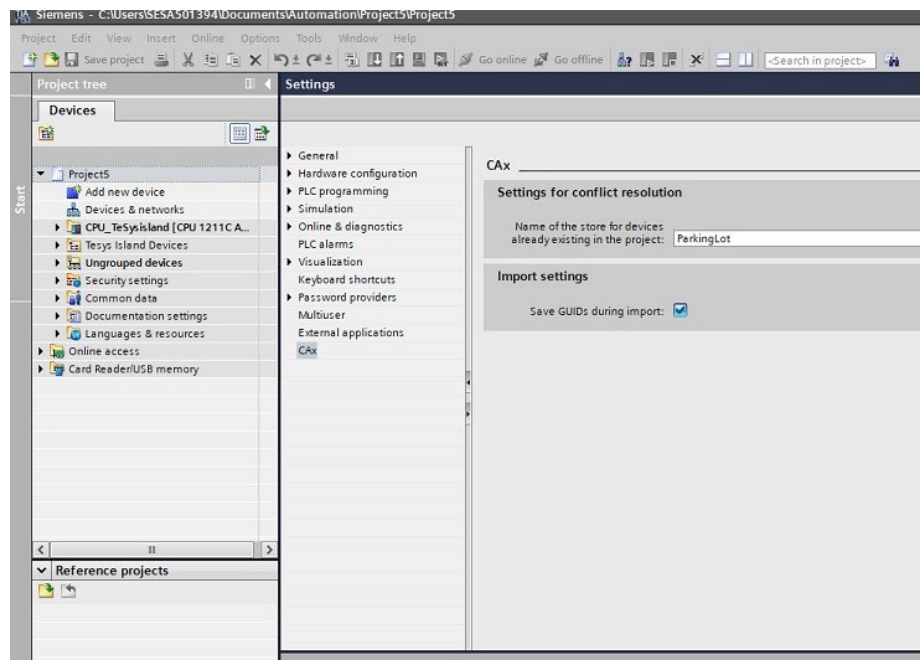 Siemens - C:\Users\SESA501394\Documents\Automation\Project5\Project5
Project Edit View Insert Online Options Tools Window Help
Save project Go online Go offline <Search in project>
Project tree
Devices
Start
Project5
Add new device
Devices & networks
CPU_TeSysisland [CPU 1211C A...
Tesys Island Devices
Ungrouped devices
Security settings
Common data
Documentation settings
Languages & resources
Online access
Card Reader/USB memory
Reference projects
Settings
General
Hardware configuration
PLC programming
Simulation
Online & diagnostics
PLC alarms
Visualization
Keyboard shortcuts
Password providers
Multiuser
External applications
CAx
CAx
Settings for conflict resolution
Name of the store for devices
already existing in the project: ParkingLot
Import settings
Save GUIDs during import: